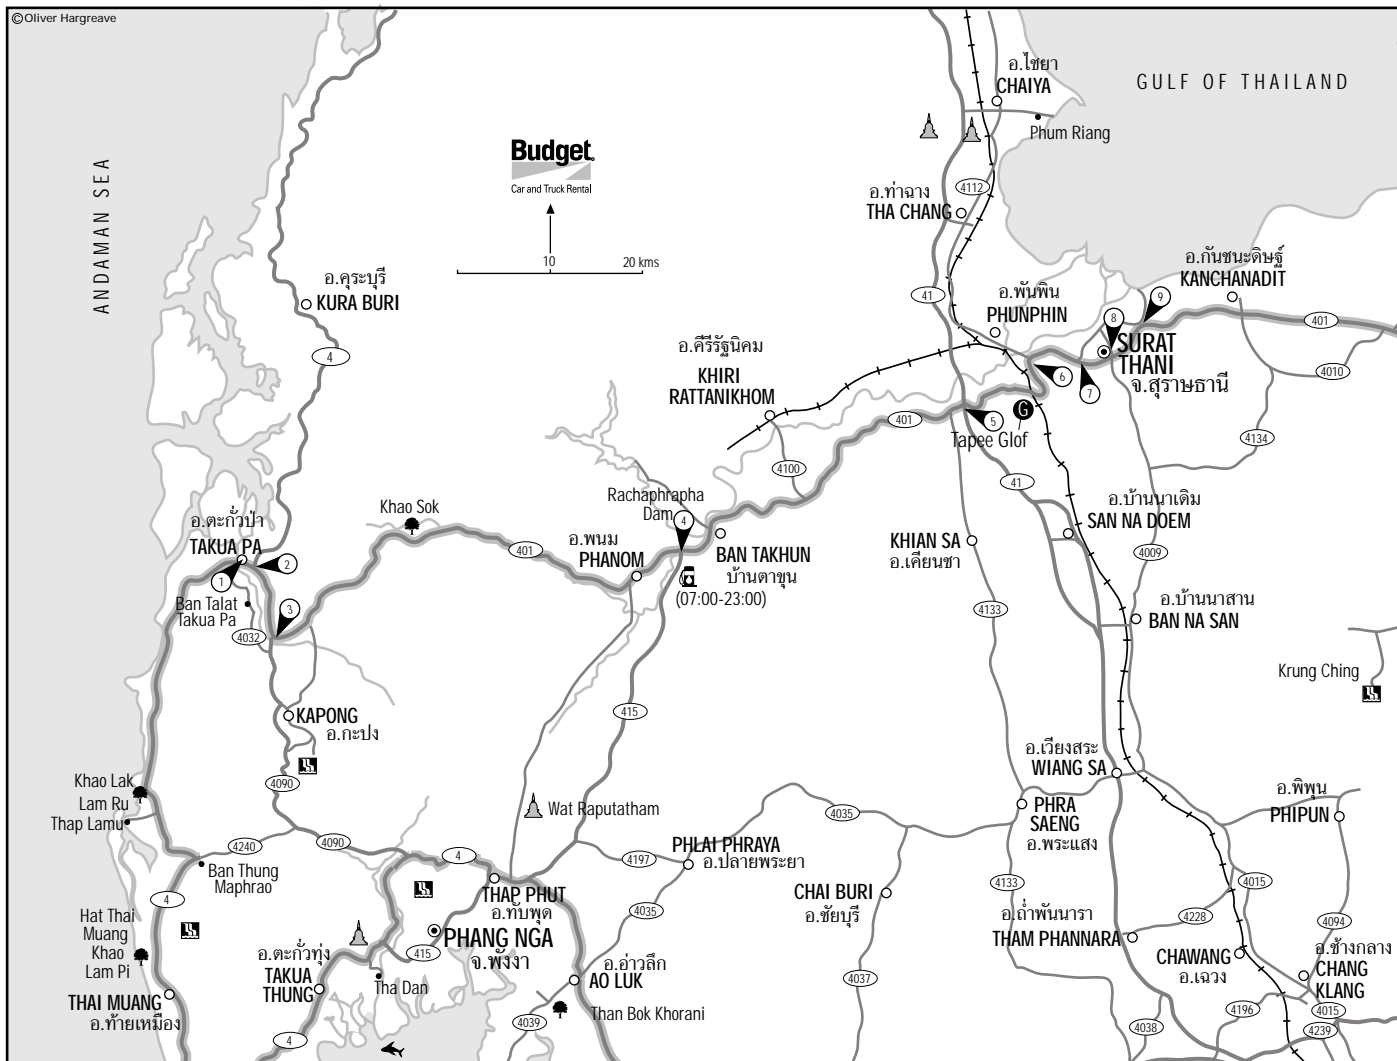 ©Oliver Hargreave
GULF OF THAILAND
ANDAMAN SEA
Budget
Car and Truck Rental
10
20 kms
อ.ไชยา
CHAIYA
Phum Riang
4112
อ.ท่าฉาง
THA CHANG
41
อ.พันพิน
PHUNPHIN
อ.กันชนะดิษฐ์
KANCHANADIT
9
8
401
SURAT
THANI
จ.สุราษธานี
4010
6
7
อ.คุระบุรี
KURA BURI
4
อ.คีรีรัฐนิคม
KHIRI
RATTANIKHOM
401
5
G
Tapee Glof
4134
4100
41
Rachaphrapha
Dam
4
Khao Sok
อ.ตะกั่วป่า
TAKUA PA
1
2
401
อ.พนม
PHANOM
BAN TAKHUN
บ้านตาขุน
(07:00-23:00)
KHIAN SA
อ.เคียนซา
อ.บ้านนาเดิม
SAN NA DOEM
4009
Ban Talat
Takua Pa
3
4032
4133
อ.บ้านนาสาน
BAN NA SAN
Krung Ching
KAPONG
อ.กะปง
415
4090
Khao Lak
Lam Ru
Thap Lamu
อ.เวียงสระ
WIANG SA
อ.พิพุน
PHIPUN
PHRA
SAENG
อ.พระแสง
Wat Raputatham
4035
4240
4090
4
4197
PHLAI PHRAYA
อ.ปลายพระยา
Ban Thung
Maphrao
THAP PHUT
อ.ทับพุด
CHAI BURI
อ.ชัยบุรี
4133
4015
4
4035
อ.ถ้ำพันนารา
THAM PHANNARA
4228
4094
Hat Thai
Muang
Khao
Lam Pi
PHANG NGA
จ.พังงา
415
อ.ตะกั่วทุ่ง
TAKUA
THUNG
Tha Dan
อ.อ่าวลึก
AO LUK
CHAWANG
อ.เฉวง
อ.ช้างกลาง
CHANG
KLANG
4037
THAI MUANG
อ.ท้ายเหมือง
Than Bok Khorani
4039
4196
4015
4038
4239
4